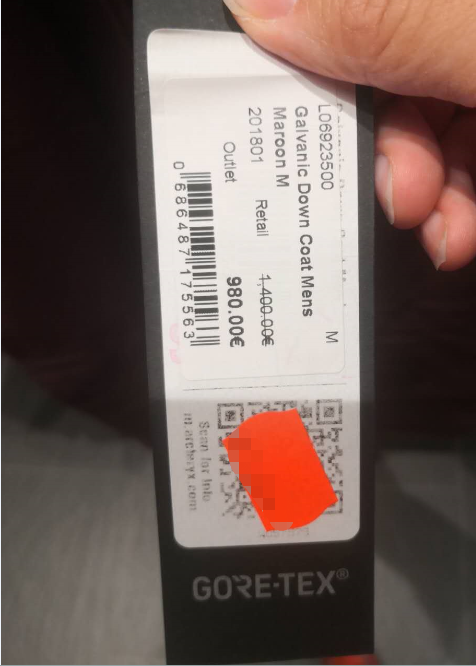 L06923500
Galvanic Down Coat Mens M
Maroon M
201801
Retail 1,400.00€
Outlet 980.00€
0 686487 175563
Scan for Info
m.arcteryx.com
GORE-TEX®